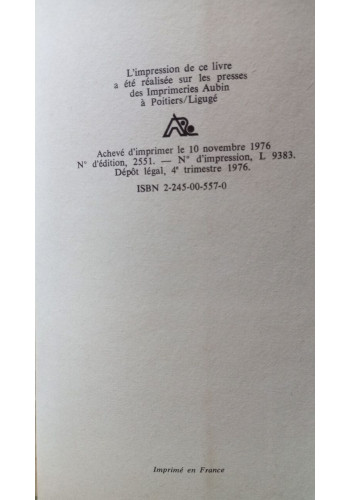 L'impression de ce livre
a été réalisée sur les presses
des Imprimeries Aubin
à Poitiers/Ligugé
Achevé d'imprimer le 10 novembre 1976
N° d'édition, 2551. — N° d'impression, L 9383.
Dépôt légal, 4e trimestre 1976.
ISBN 2-245-00-557-0
Imprimé en France